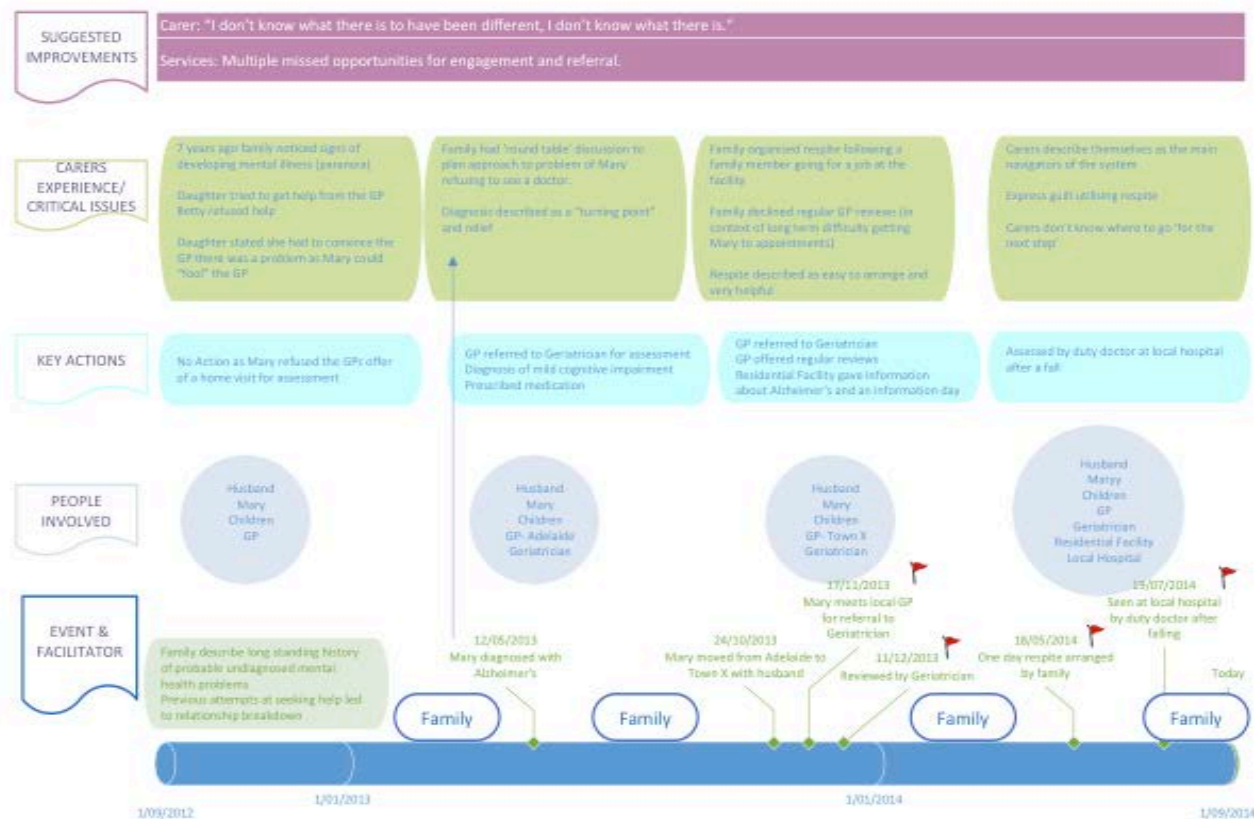 SUGGESTED
IMPROVEMENTS
Carer: "I don't know what there is to have been different, I don't know what there is."
Services: Multiple missed opportunities for engagement and referral.
CARERS
EXPERIENCE/
CRITICAL ISSUES
7 years ago family noticed signs of
developing mental illness (paranoia)
Daughter tried to get help from the GP
Betty refused help
Daughter stated she had to convince the
GP there was a problem as Mary could
"fool" the GP
Family had 'round table' discussion to
plan approach to problem of Mary
refusing to see a doctor.
Diagnosis described as a "turning point"
and relief
Family organised respite following a
family member going for a job at the
facility
Family declined regular GP reviews (in
context of long term difficulty getting
Mary to appointments)
Respite described as easy to arrange and
very helpful
Carers describe themselves as the main
navigators of the system
Express guilt utilising respite
Carers don't know where to go 'for the
next step'
KEY ACTIONS
No Action as Mary refused the GPs offer
of a home visit for assessment
GP referred to Geriatrician for assessment
Diagnosis of mild cognitive impairment
Prescribed medication
GP referred to Geriatrician
GP offered regular reviews
Residential Facility gave information
about Alzheimer's and an information day
Assessed by duty doctor at local hospital
after a fall
PEOPLE
INVOLVED
Husband
Mary
Children
GP
Husband
Mary
Children
GP- Adelaide
Geriatrician
Husband
Mary
Children
GP- Town X
Geriatrician
Husband
Maryy
Children
GP
Geriatrician
Residential Facility
Local Hospital
EVENT &
FACILITATOR
Family describe long standing history
of probable undiagnosed mental
health problems
Previous attempts at seeking help led
to relationship breakdown
12/05/2013
Mary diagnosed with
Alzheimer's
24/10/2013
Mary moved from Adelaide to
Town X with husband
17/11/2013
Mary meets local GP
for referral to
Geriatrician
11/12/2013
Reviewed by Geriatrician
18/05/2014
One day respite arranged
by family
19/07/2014
Seen at local hospital
by duty doctor after
falling
Today
Family
Family
Family
Family
1/09/2012
1/01/2013
1/01/2014
1/09/2014